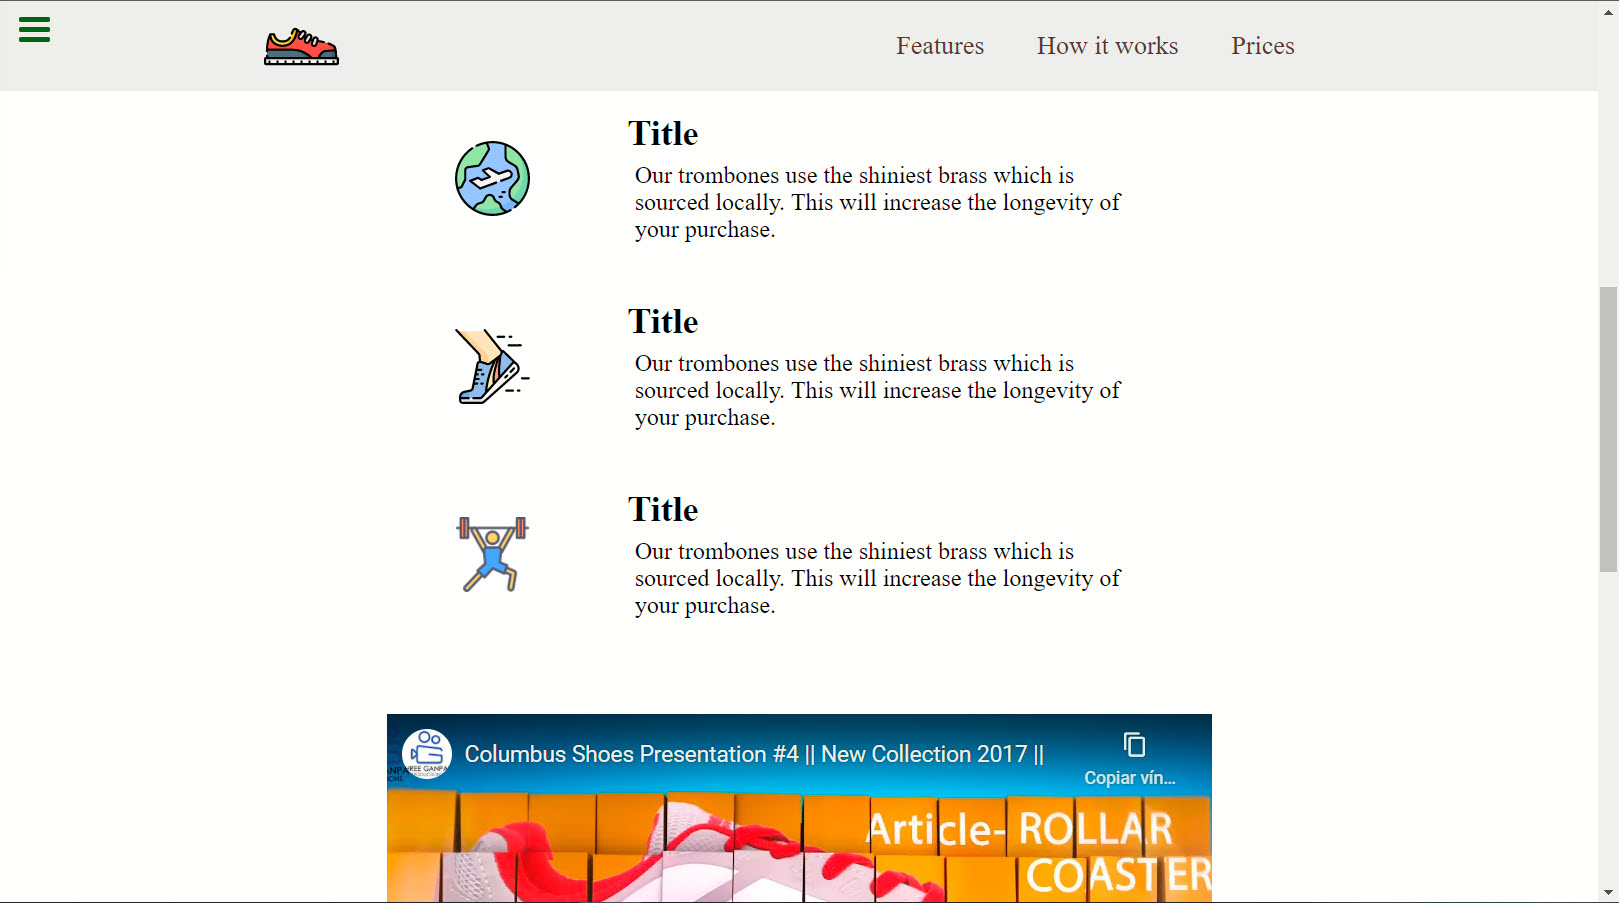 Features
How it works
Prices
Title
Our trombones use the shiniest brass which is
sourced locally. This will increase the longevity of
your purchase.
Title
Our trombones use the shiniest brass which is
sourced locally. This will increase the longevity of
your purchase.
Title
Our trombones use the shiniest brass which is
sourced locally. This will increase the longevity of
your purchase.
Columbus Shoes Presentation #4 || New Collection 2017 ||
Copiar vín...
Article- ROLLAR
COASTER